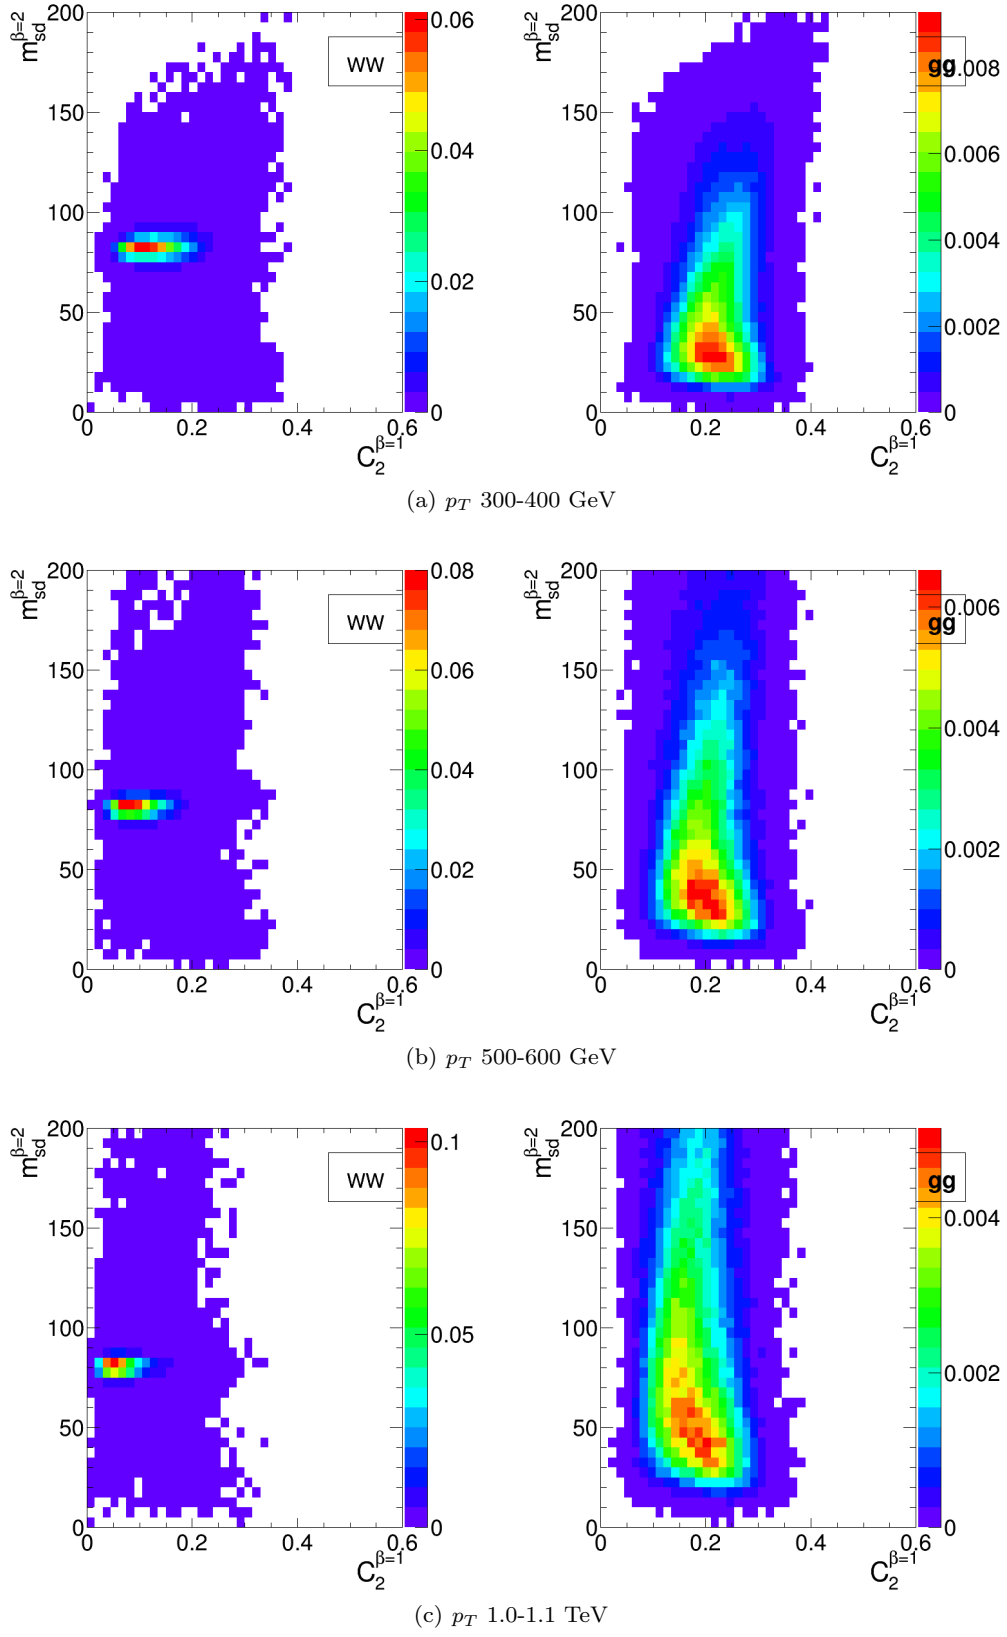 m_sd^β=2
200
150
100
50
0
0 0.2 0.4 0.6
C_2^β=1
WW
0.06
0.04
0.02
0
m_sd^β=2
200
150
100
50
0
0 0.2 0.4 0.6
C_2^β=1
gg
0.008
0.006
0.004
0.002
0
(a) p_T 300-400 GeV
m_sd^β=2
200
150
100
50
0
0 0.2 0.4 0.6
C_2^β=1
WW
0.08
0.06
0.04
0.02
0
m_sd^β=2
200
150
100
50
0
0 0.2 0.4 0.6
C_2^β=1
gg
0.006
0.004
0.002
0
(b) p_T 500-600 GeV
m_sd^β=2
200
150
100
50
0
0 0.2 0.4 0.6
C_2^β=1
WW
0.1
0.05
0
m_sd^β=2
200
150
100
50
0
0 0.2 0.4 0.6
C_2^β=1
gg
0.004
0.002
0
(c) p_T 1.0-1.1 TeV